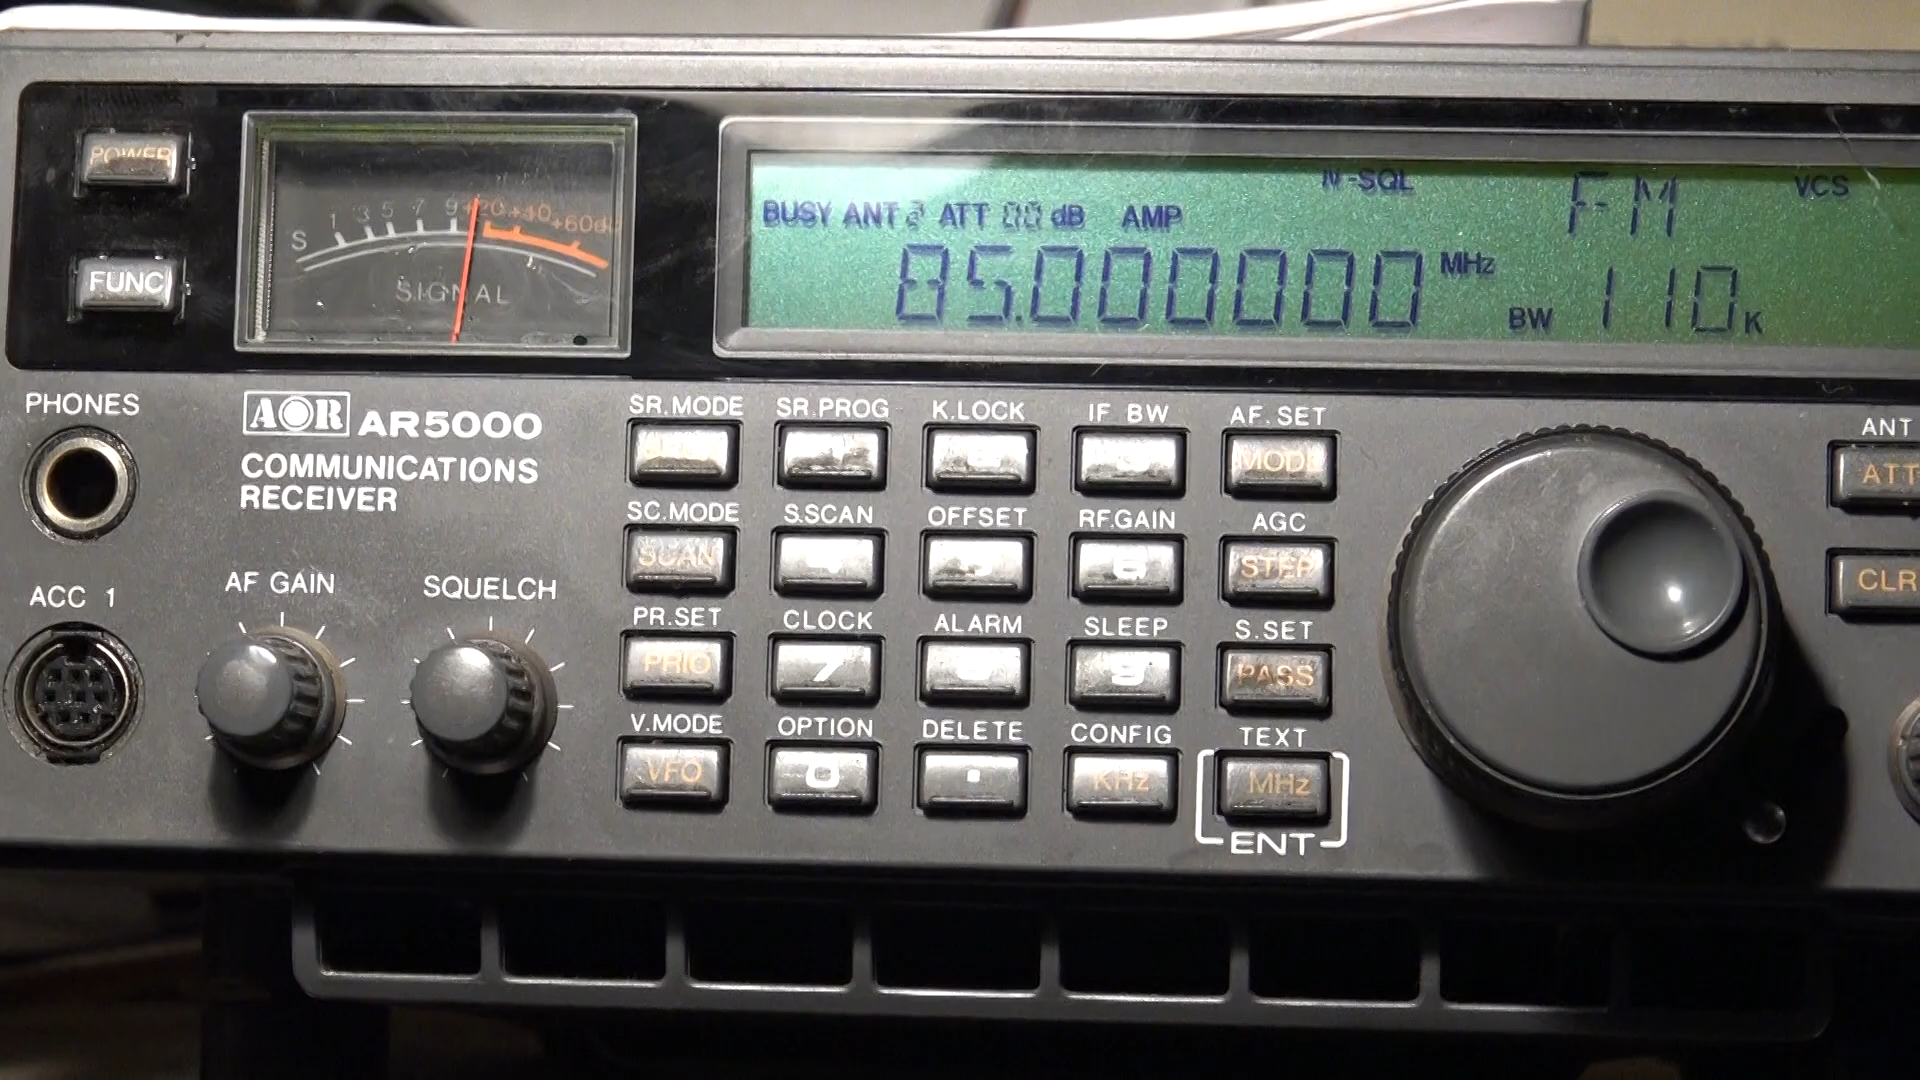 POWER
FUNC
S 1 3 5 7 9 +20 +40 +60db
SIGNAL
N-SQL FM VCS
BUSY ANT 2 ATT 00 dB AMP
85.000000 MHz
BW 110K
PHONES
AOR AR5000
COMMUNICATIONS
RECEIVER
ACC 1
AF GAIN
SQUELCH
SR.MODE SR.PROG K.LOCK IF BW AF.SET
MODE
SC.MODE S.SCAN OFFSET RF.GAIN AGC
SCAN 6 STEP
PR.SET CLOCK ALARM SLEEP S.SET
PRIO 7 8 9 PASS
V.MODE OPTION DELETE CONFIG TEXT
VFO 0 . KHz MHz
ENT
ANT
ATT
CLR